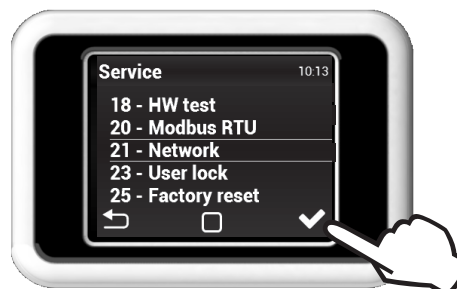 Service 10:13
18 - HW test
20 - Modbus RTU
21 - Network
23 - User lock
25 - Factory reset